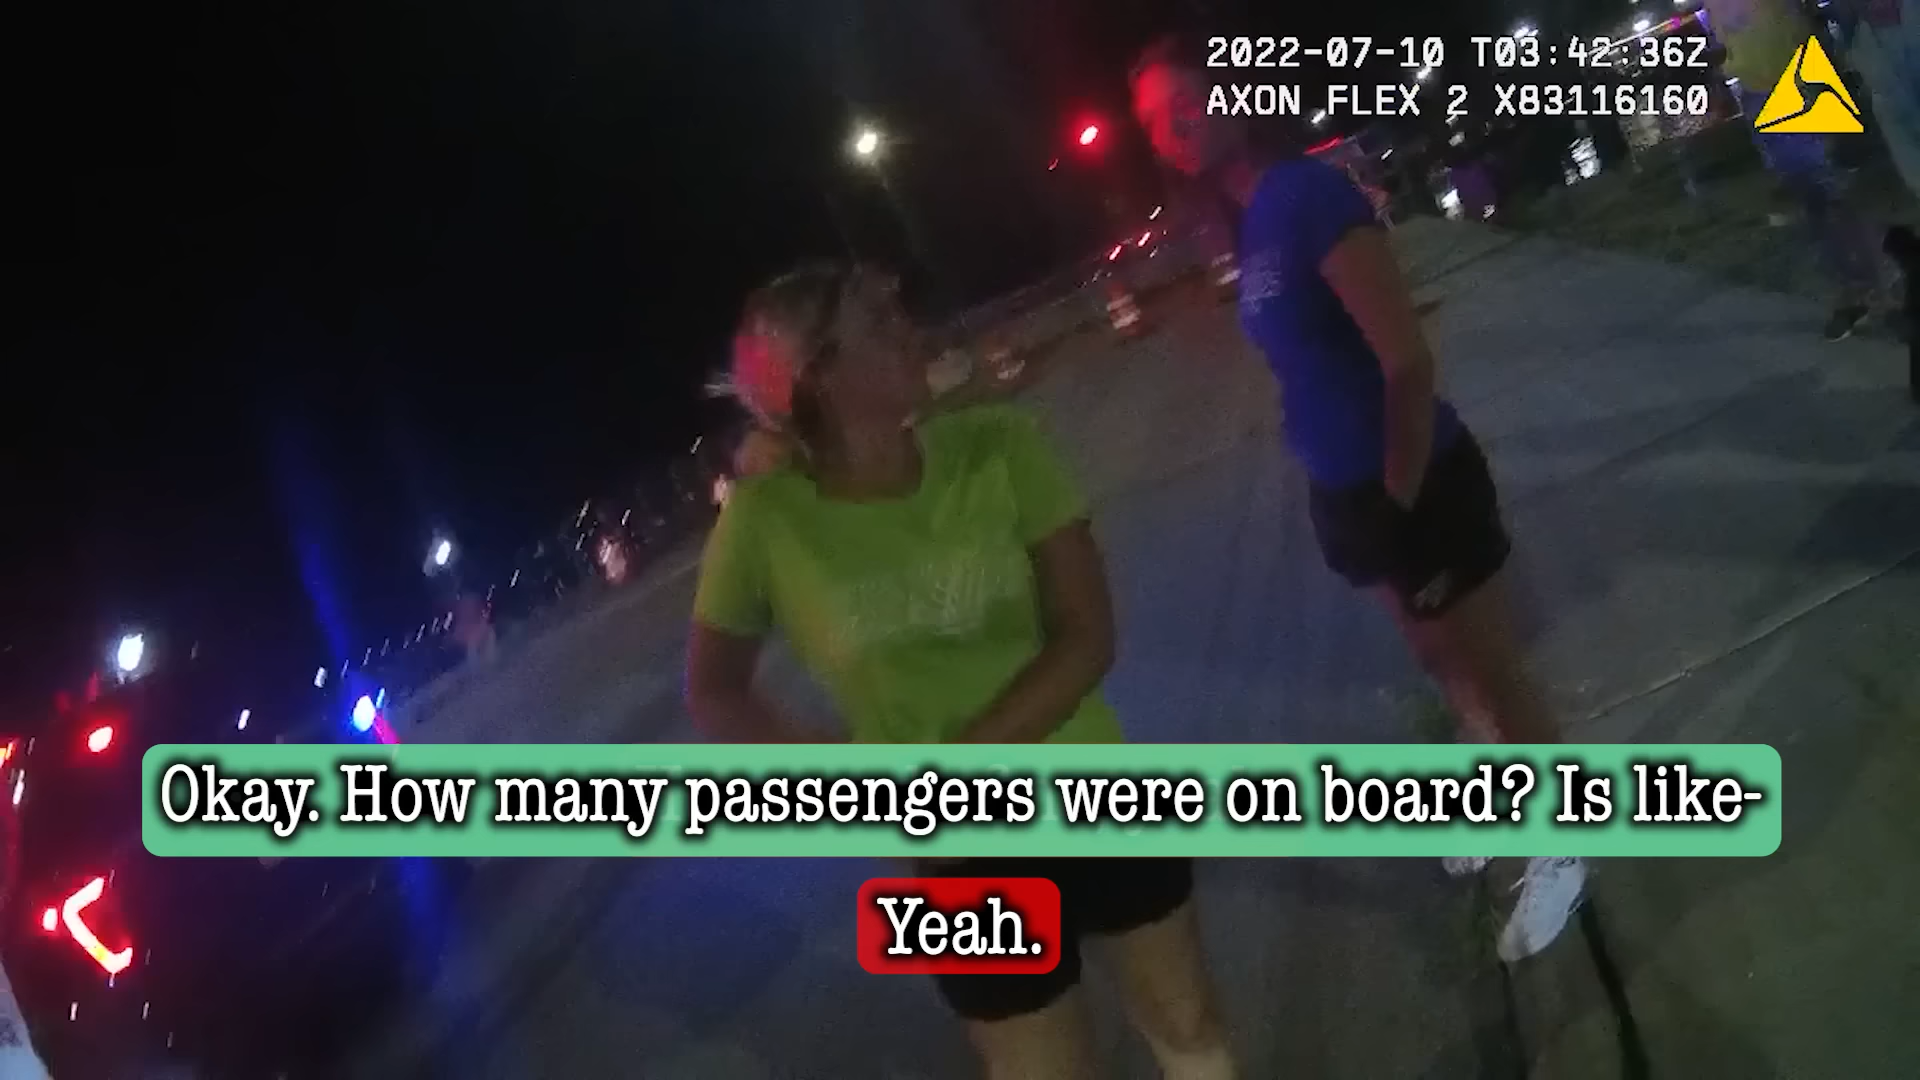 2022-07-10 T03:42:36Z
AXON FLEX 2 X83116160
Okay. How many passengers were on board? Is like-
Yeah.